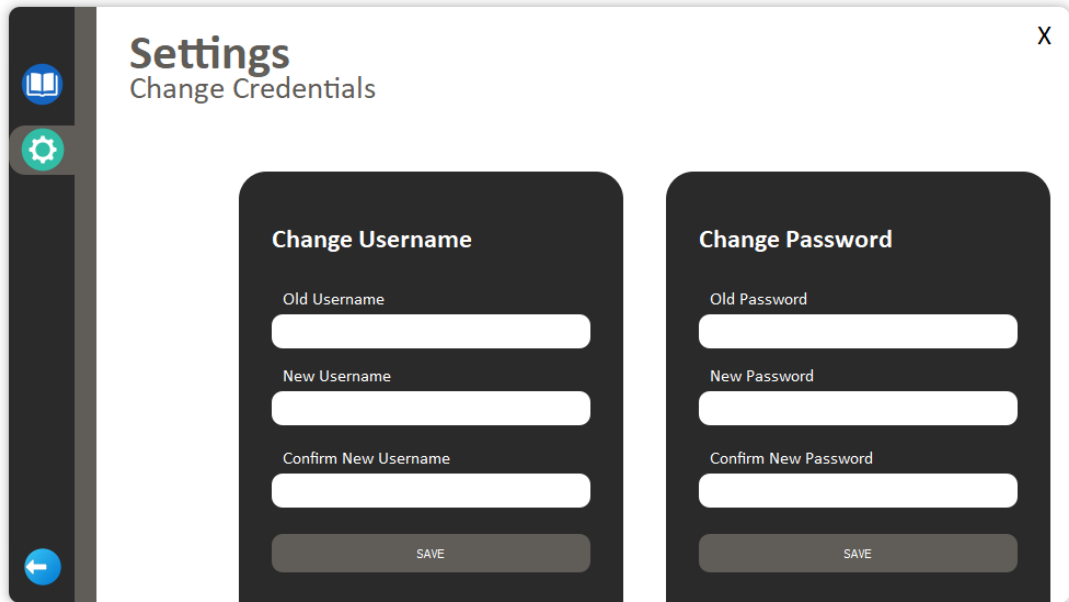 X
Settings
Change Credentials
Change Username
Old Username
New Username
Confirm New Username
SAVE
Change Password
Old Password
New Password
Confirm New Password
SAVE